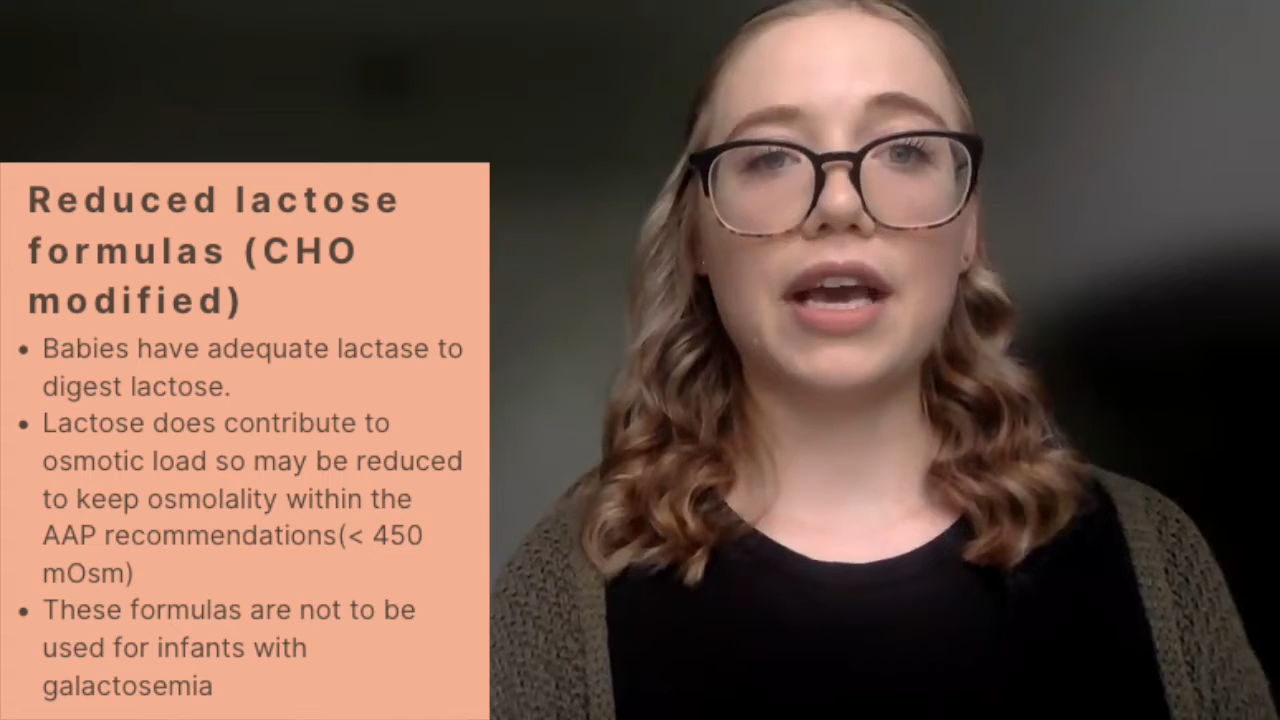 Reduced lactose
formulas (CHO
modified)
• Babies have adequate lactase to
digest lactose.
• Lactose does contribute to
osmotic load so may be reduced
to keep osmolality within the
AAP recommendations(< 450
mOsm)
• These formulas are not to be
used for infants with
galactosemia